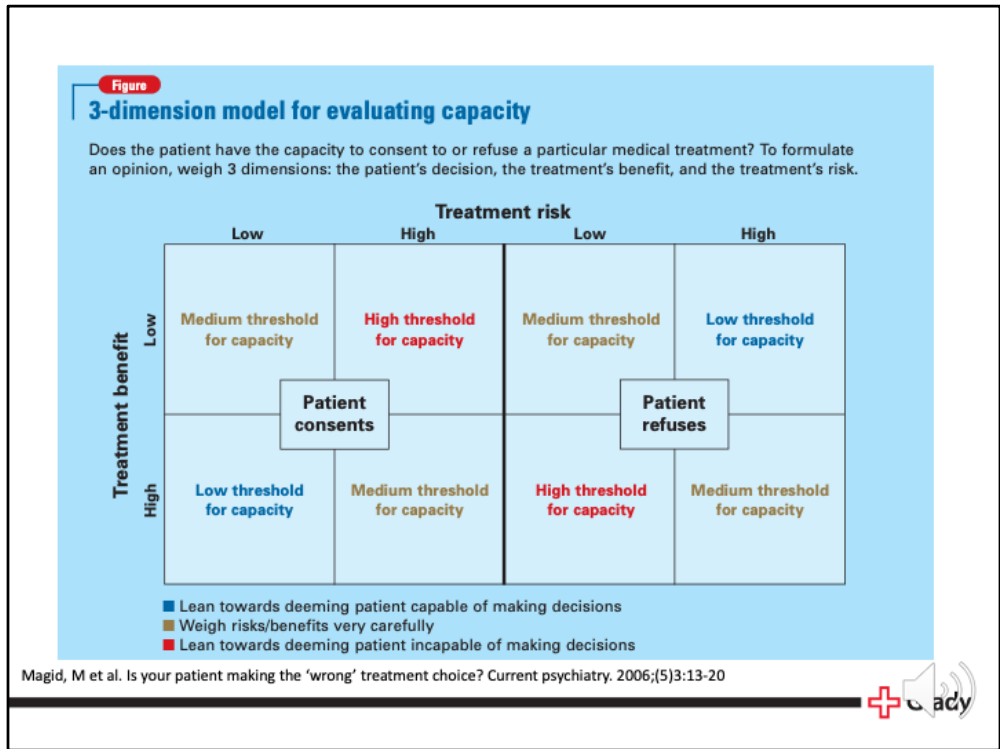 Figure
3-dimension model for evaluating capacity
Does the patient have the capacity to consent to or refuse a particular medical treatment? To formulate
an opinion, weigh 3 dimensions: the patient's decision, the treatment's benefit, and the treatment's risk.
Treatment risk
Low High Low High
Treatment benefit
Low
Medium threshold
for capacity
High threshold
for capacity
Medium threshold
for capacity
Low threshold
for capacity
Patient
consents
Patient
refuses
High
Low threshold
for capacity
Medium threshold
for capacity
High threshold
for capacity
Medium threshold
for capacity
Lean towards deeming patient capable of making decisions
Weigh risks/benefits very carefully
Lean towards deeming patient incapable of making decisions
Magid, M et al. Is your patient making the 'wrong' treatment choice? Current psychiatry. 2006;(5)3:13-20